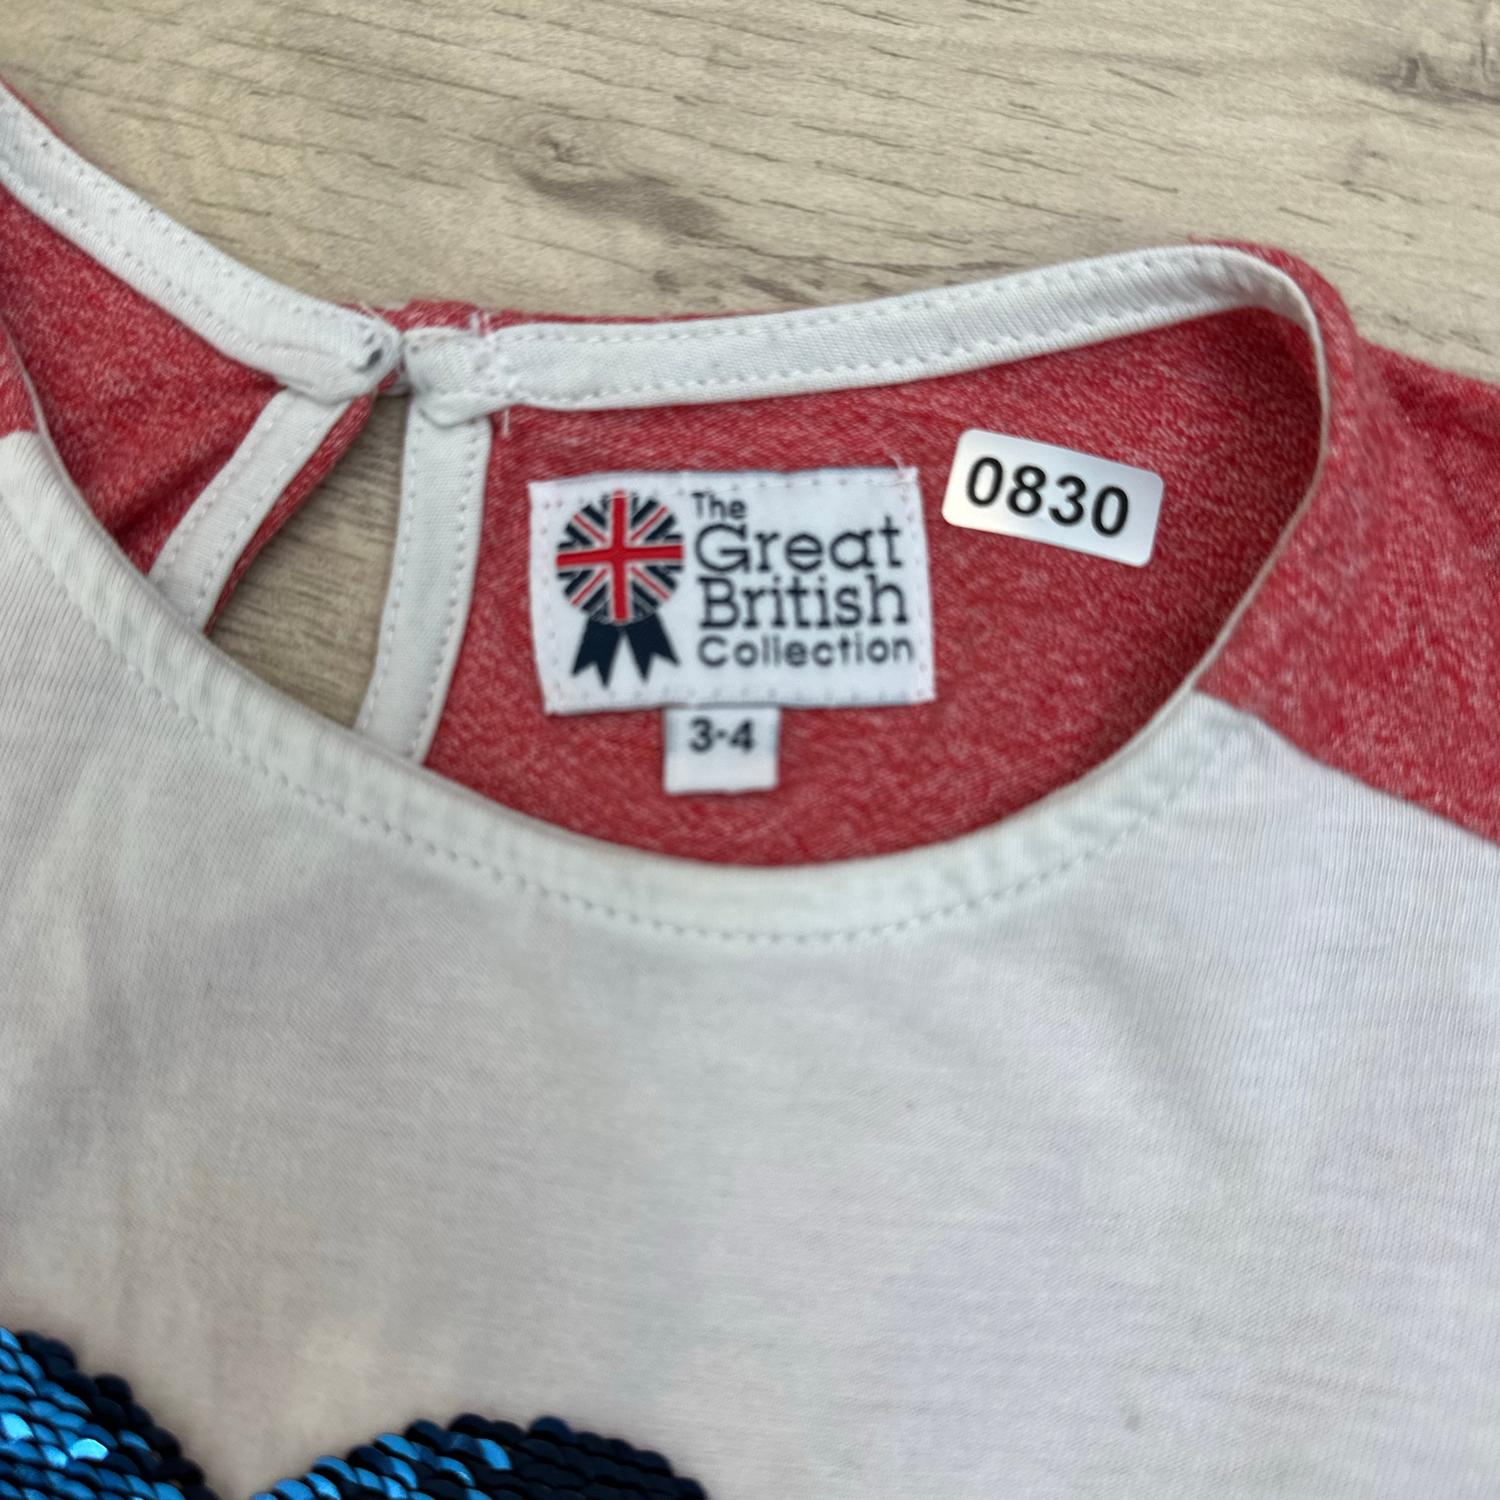 The
Great
British
Collection
3-4
0830